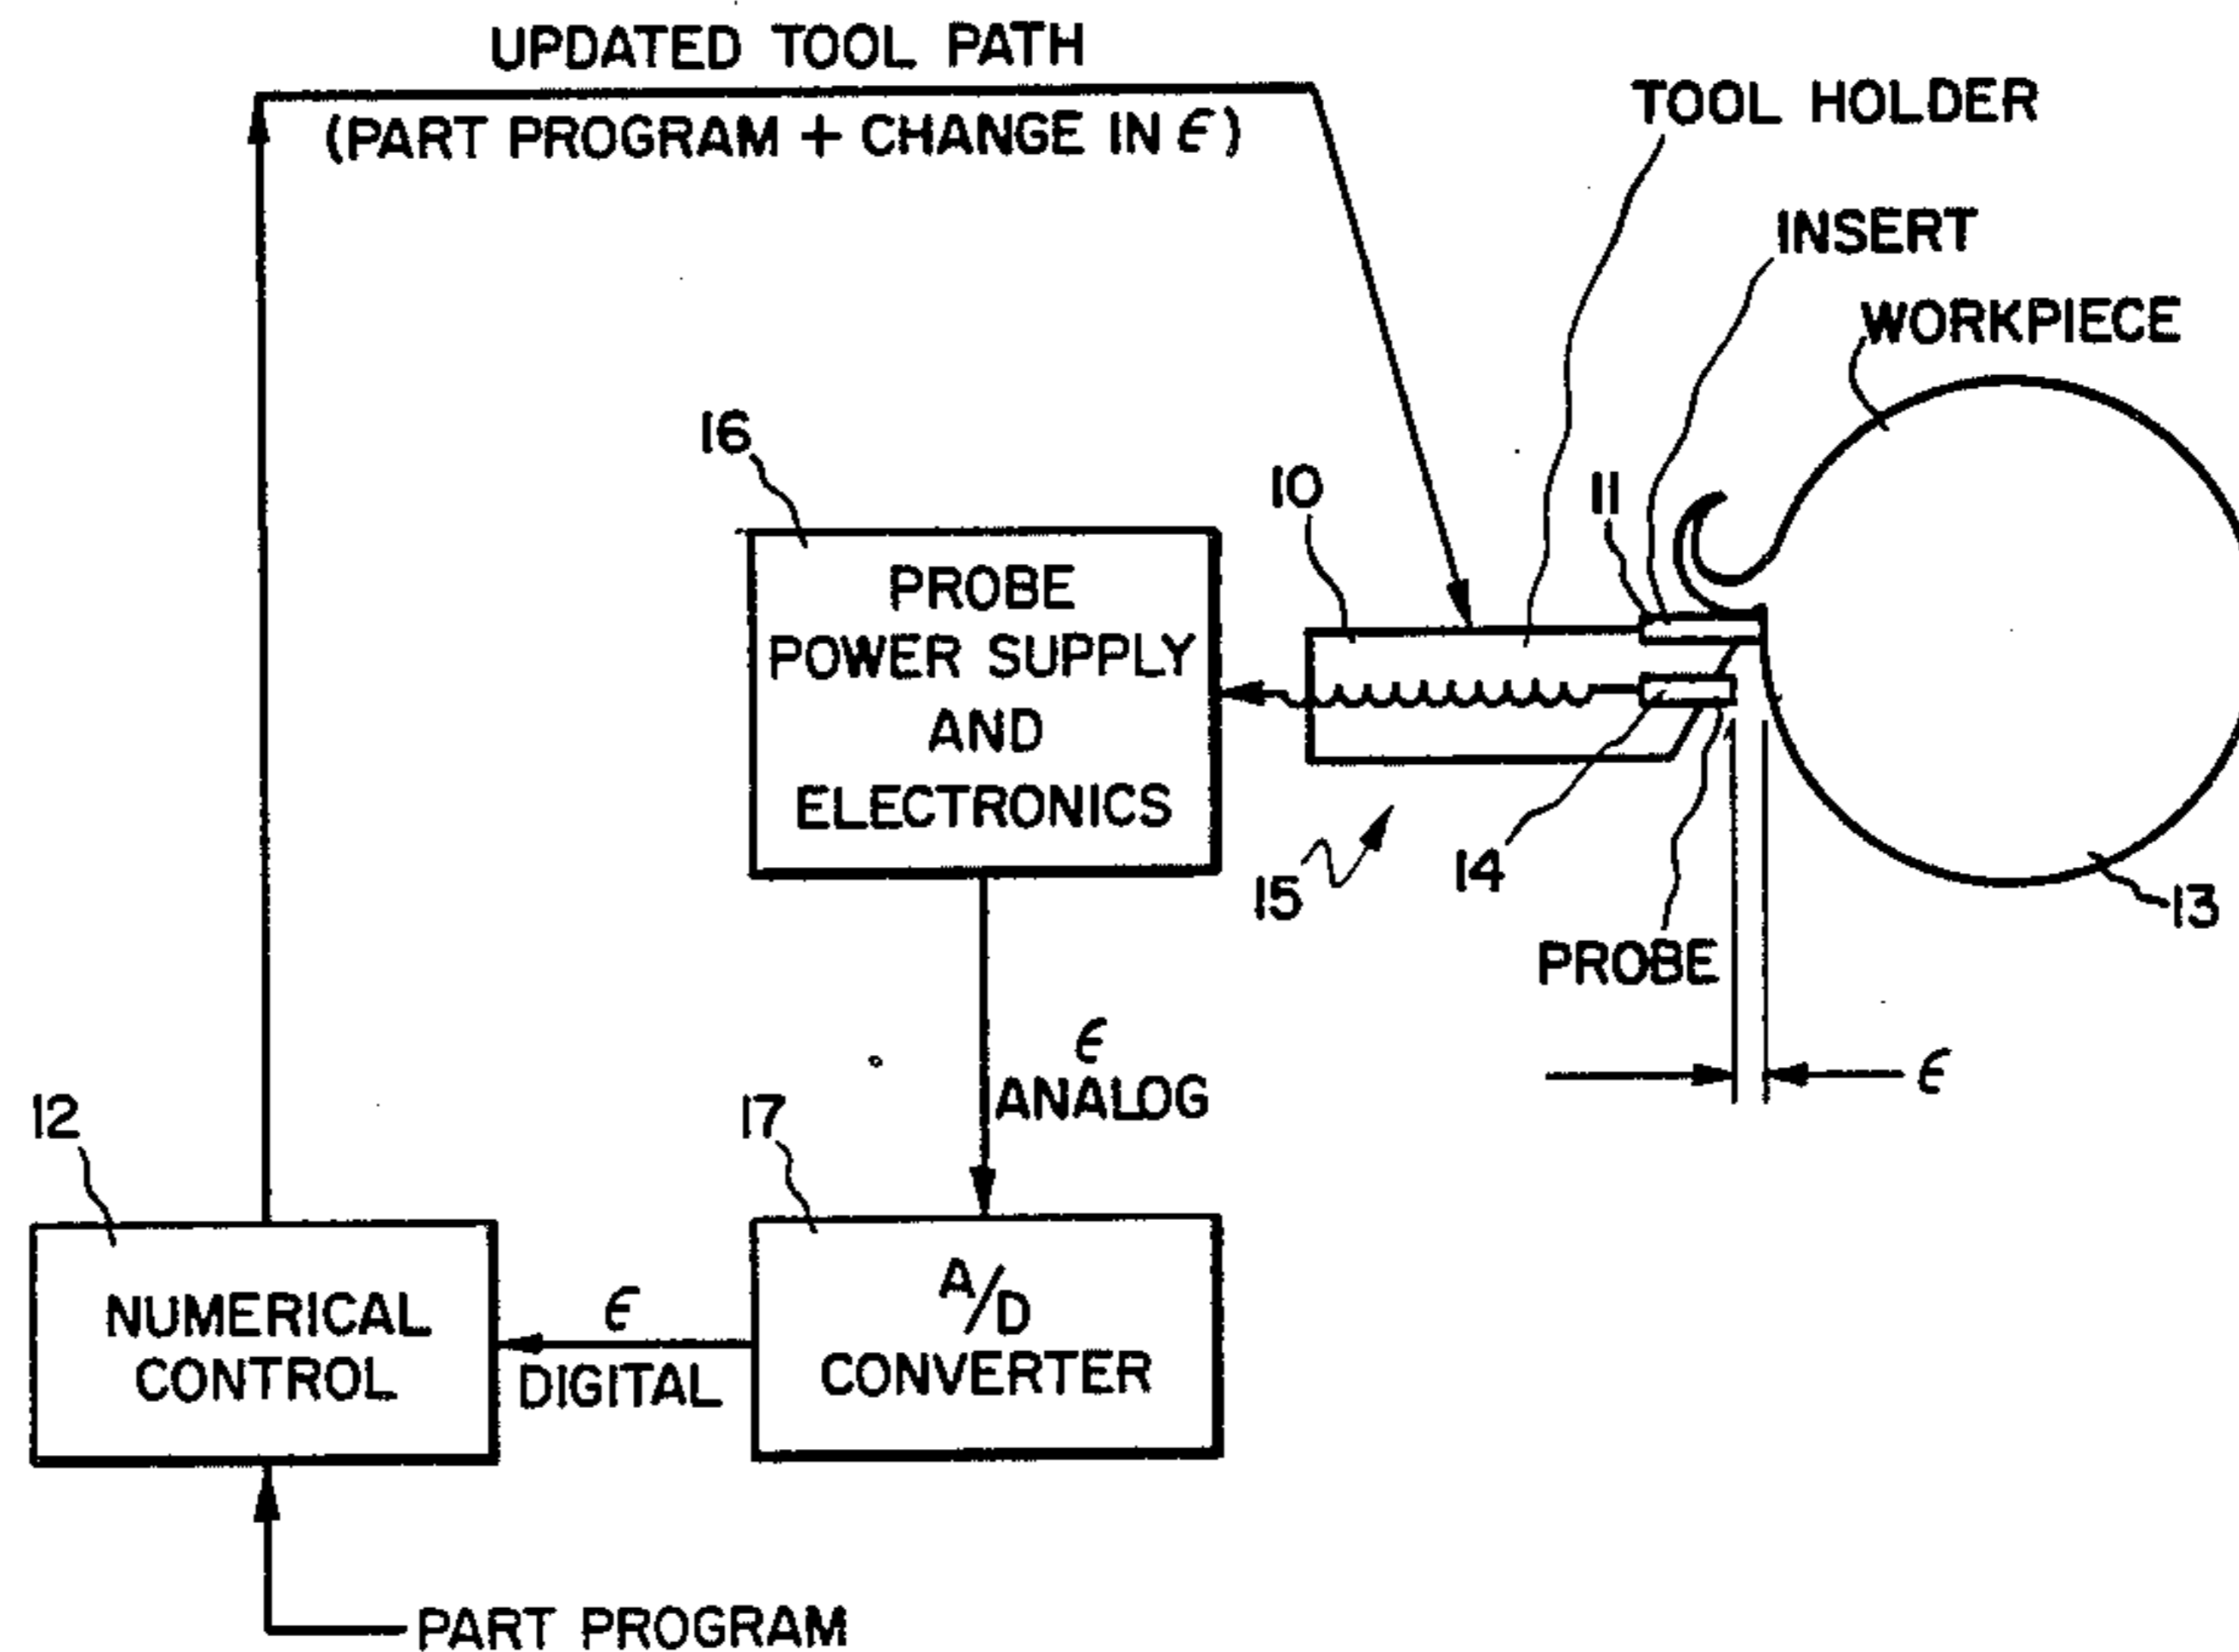 UPDATED TOOL PATH
(PART PROGRAM + CHANGE IN ϵ)
TOOL HOLDER
INSERT
WORKPIECE
16
10
11
PROBE
POWER SUPPLY
AND
ELECTRONICS
15
14
13
PROBE
ϵ
ANALOG
ϵ
12
17
NUMERICAL
CONTROL
ϵ
DIGITAL
A/D
CONVERTER
PART PROGRAM